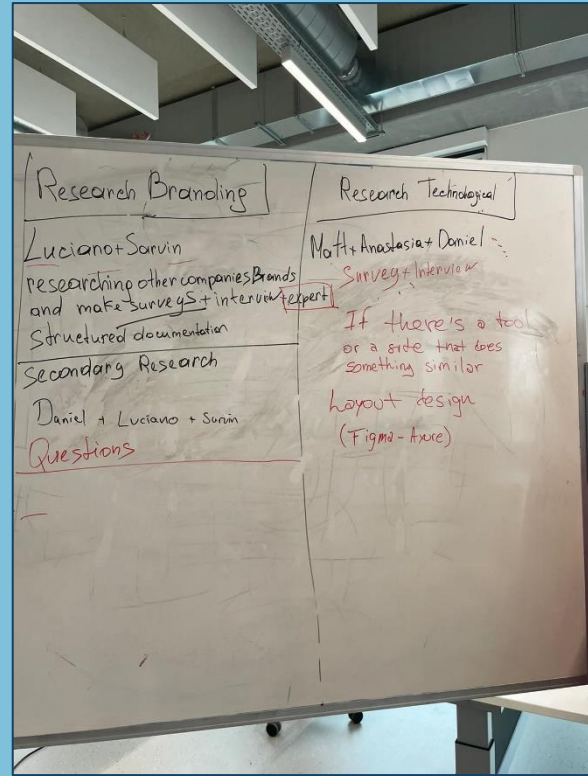 Research Branding
Luciano + Sarvin
researching other companies Brands
and make surveys + interview + expert
Structured documentation
Secondary Research
Daniel + Luciano + Sarvin
Questions
Research Technological
Matt + Anastasia + Daniel -
Survey + Interview
If there's a tool
or a side that does
something similar
Layout design
(Figma - Axure)